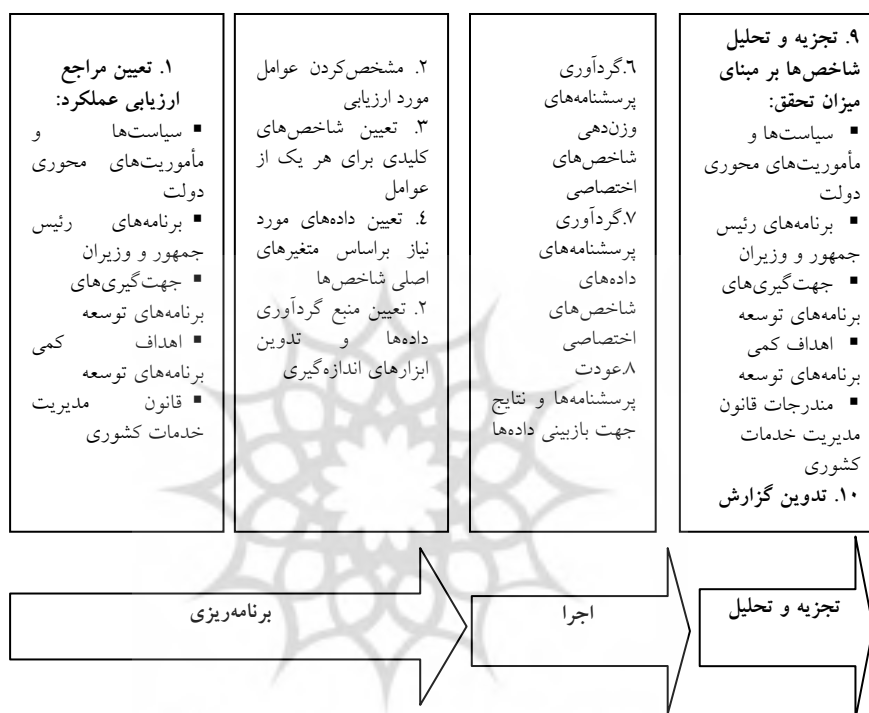 ۱. تعیین مراجع
ارزیابی عملکرد:
▪ سیاست‌ها و
مأموریت‌های محوری
دولت
▪ برنامه‌های رئیس
جمهور و وزیران
▪ جهت‌گیری‌های
برنامه‌های توسعه
▪ اهداف کمی
برنامه‌های توسعه
▪ قانون مدیریت
خدمات کشوری
۲. مشخص‌کردن عوامل
مورد ارزیابی
۳. تعیین شاخص‌های
کلیدی برای هر یک از
عوامل
٤. تعیین داده‌های مورد
نیاز براساس متغیرهای
اصلی شاخص‌ها
۲. تعیین منبع گردآوری
داده‌ها و تدوین
ابزارهای اندازه‌گیری
٦.گردآوری
پرسشنامه‌های
وزن‌دهی
شاخص‌های
اختصاصی
۷.گردآوری
پرسشنامه‌های
داده‌های
شاخص‌های
اختصاصی
۸.عودت
پرسشنامه‌ها و نتایج
جهت بازبینی داده‌ها
۹. تجزیه و تحلیل
شاخص‌ها بر مبنای
میزان تحقق:
▪ سیاست‌ها و
مأموریت‌های محوری
دولت
▪ برنامه‌های رئیس
جمهور و وزیران
▪ جهت‌گیری‌های
برنامه‌های توسعه
▪ اهداف کمی
برنامه‌های توسعه
▪ مندرجات قانون
مدیریت خدمات
کشوری
۱۰. تدوین گزارش
برنامه‌ریزی
اجرا
تجزیه و تحلیل